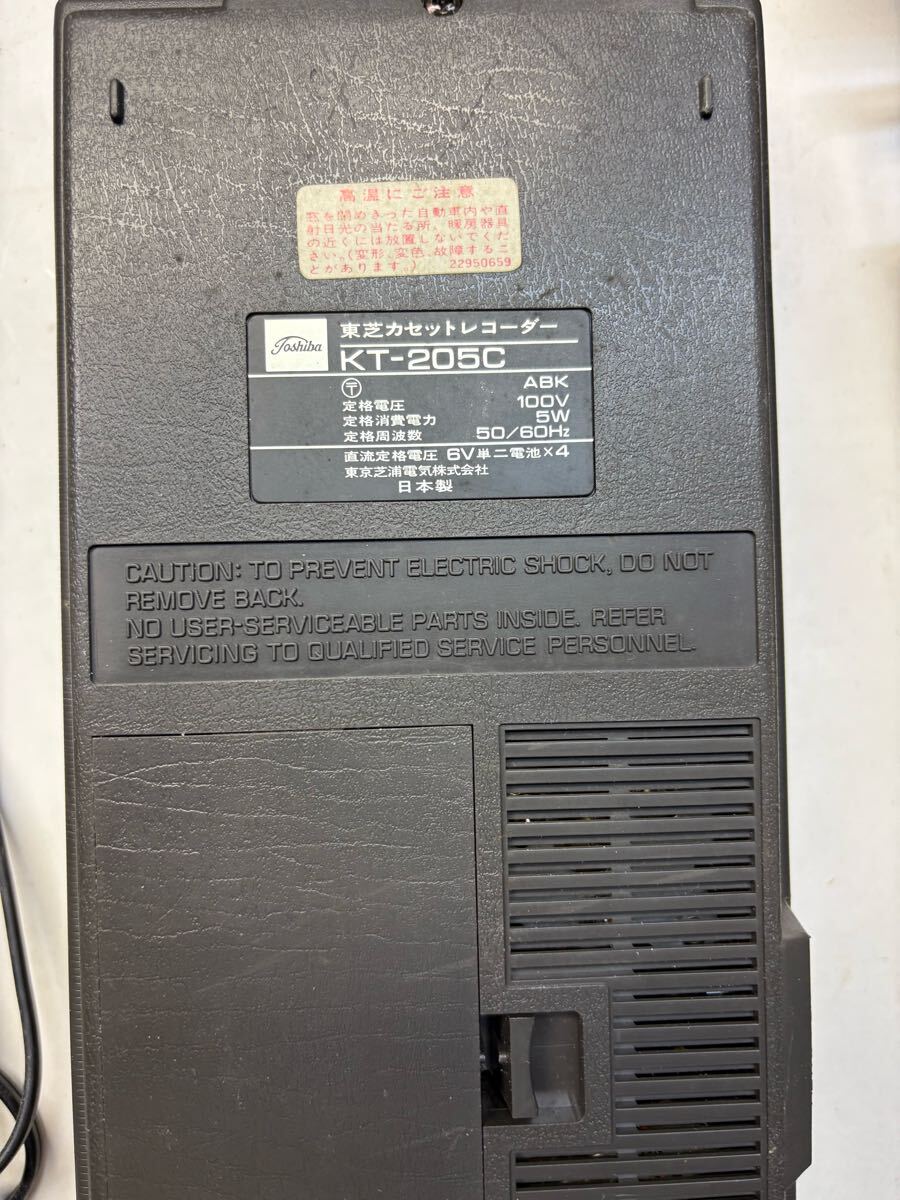 高温にご注意
窓を閉めきった自動車内や直
射日光の当たる所、暖房器具
の近くには放置しないでくだ
さい。(変形、変色、故障するこ
とがあります。) 22950659
Toshiba
東芝カセットレコーダー
KT-205C
〒 ABK
定格電圧 100V
定格消費電力 5W
定格周波数 50/60Hz
直流定格電圧 6V単二電池×4
東京芝浦電気株式会社
日本製
CAUTION: TO PREVENT ELECTRIC SHOCK, DO NOT
REMOVE BACK.
NO USER-SERVICEABLE PARTS INSIDE. REFER
SERVICING TO QUALIFIED SERVICE PERSONNEL.